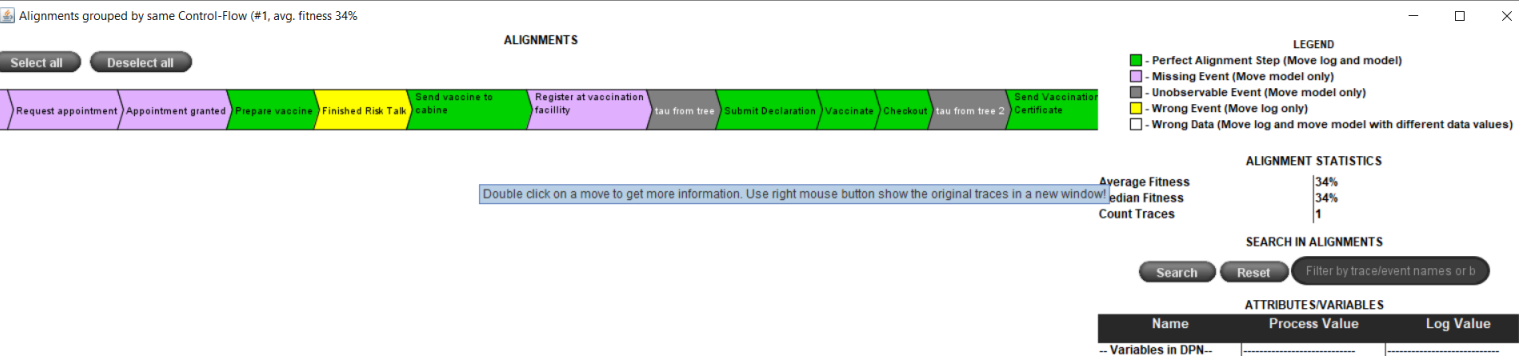 Alignments grouped by same Control-Flow (#1, avg. fitness 34%
ALIGNMENTS
Select all
Deselect all
Request appointment
Appointment granted
Prepare vaccine
Finished Risk Talk
Send vaccine to
cabine
Register at vaccination
facillity
tau from tree
Submit Declaration
Vaccinate
Checkout
tau from tree 2
Send Vaccination
Certificate
Double click on a move to get more information. Use right mouse button show the original traces in a new window!
LEGEND
- Perfect Alignment Step (Move log and model)
- Missing Event (Move model only)
- Unobservable Event (Move model only)
- Wrong Event (Move log only)
- Wrong Data (Move log and move model with different data values)
ALIGNMENT STATISTICS
Average Fitness 34%
Median Fitness 34%
Count Traces 1
SEARCH IN ALIGNMENTS
Search Reset Filter by trace/event names or b
ATTRIBUTES/VARIABLES
Name Process Value Log Value
-- Variables in DPN-- |---------------------------- |----------------------------